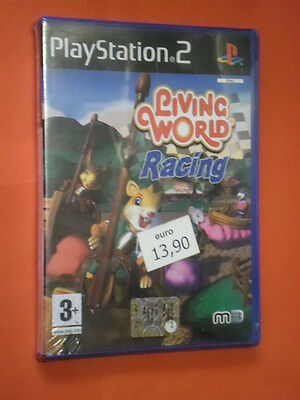 PlayStation®2
PAL
LIVING
WORLD
Racing
euro
13,90
3+
www.pegi.info